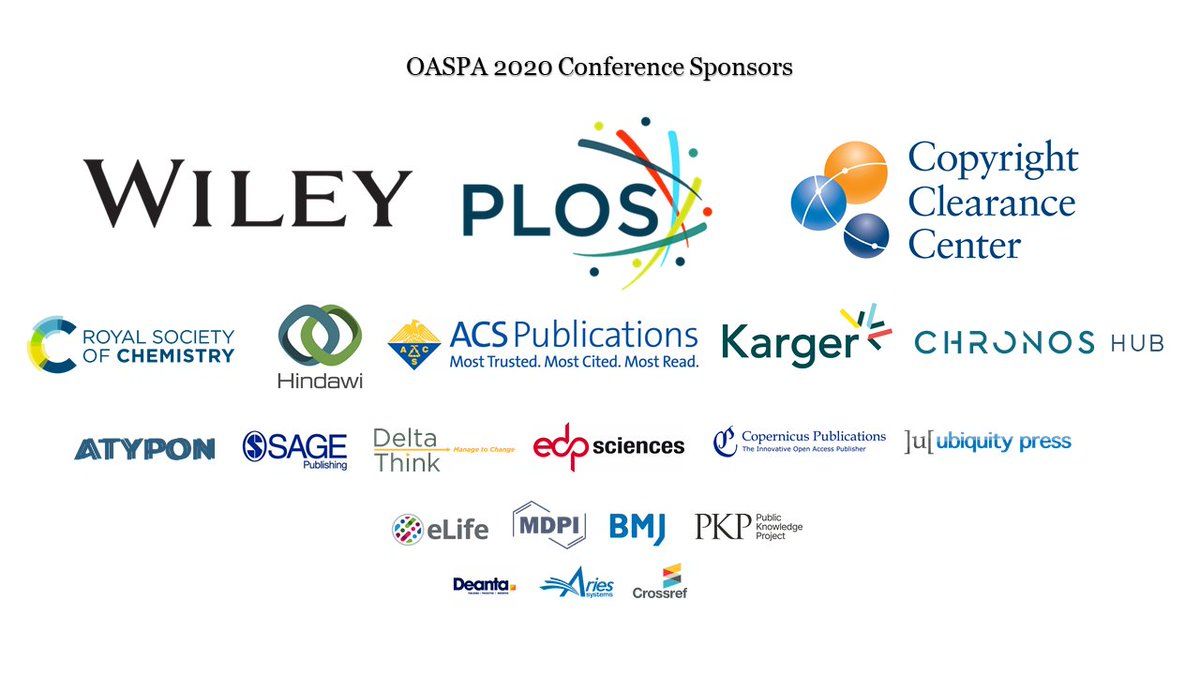 OASPA 2020 Conference Sponsors
WILEY
PLOS
Copyright
Clearance
Center
ROYAL SOCIETY
OF CHEMISTRY
Hindawi
A C S
ACS Publications
Most Trusted. Most Cited. Most Read.
Karger
CHRONOS HUB
ATYPON
SAGE
Publishing
Delta
Think
Manage to Change
edp sciences
Copernicus Publications
The Innovative Open Access Publisher
]u[ ubiquity press
eLife
MDPI
BMJ
PKP
Public
Knowledge
Project
Deanta
Aries
systems
Crossref